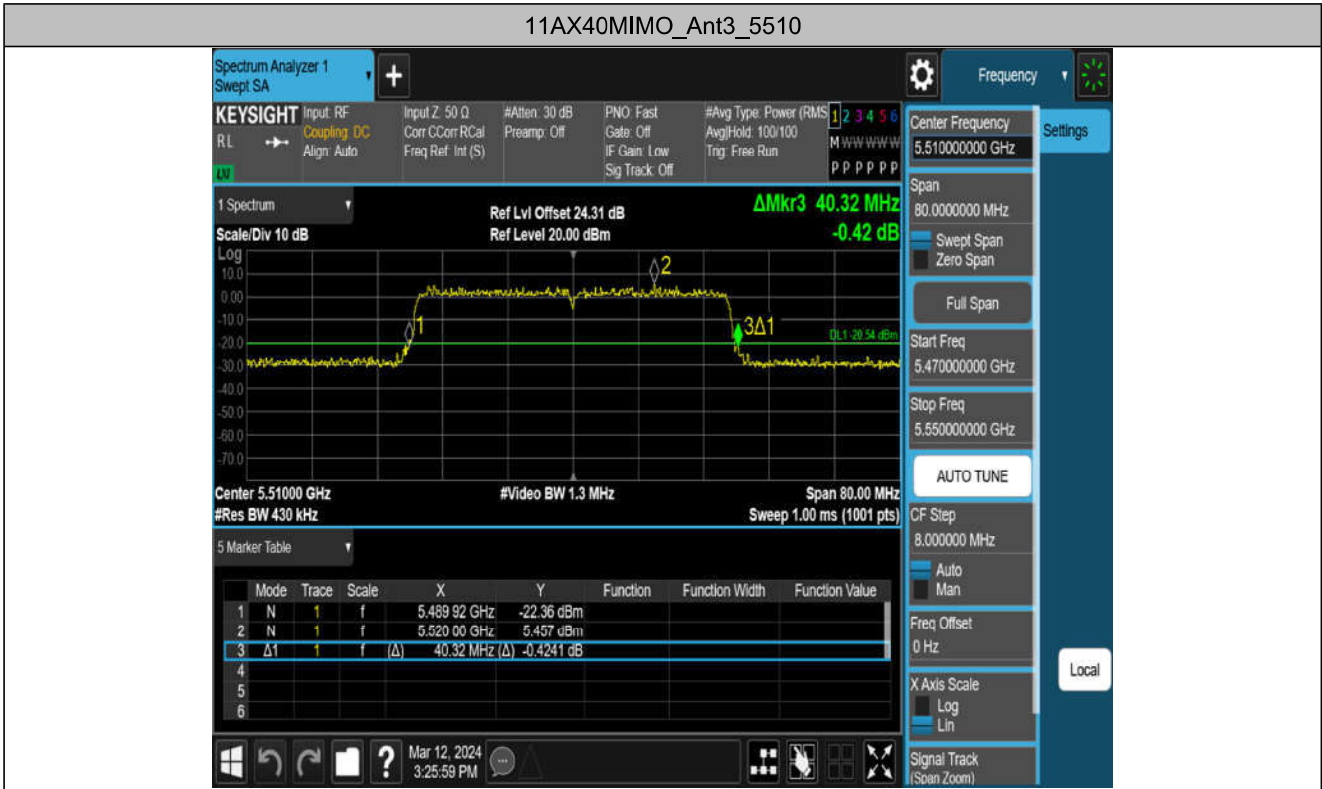 11AX40MIMO_Ant3_5510
Spectrum Analyzer 1
Swept SA
+
Frequency
KEYSIGHT
RL
LXI
Input: RF
Coupling: DC
Align: Auto
Input Z: 50 Ω
Corr CCorr RCal
Freq Ref: Int (S)
#Atten: 30 dB
Preamp: Off
PNO: Fast
Gate: Off
IF Gain: Low
Sig Track: Off
#Avg Type: Power (RMS
Avg|Hold: 100/100
Trig: Free Run
1 2 3 4 5 6
M W W W W W
P P P P P P
1 Spectrum
Scale/Div 10 dB
Ref Lvl Offset 24.31 dB
Ref Level 20.00 dBm
ΔMkr3 40.32 MHz
-0.42 dB
Log
10.0
0.00
-10.0
-20.0
-30.0
-40.0
-50.0
-60.0
-70.0
1
2
3Δ1
DL1 -20.54 dBm
Center 5.51000 GHz
#Video BW 1.3 MHz
Span 80.00 MHz
#Res BW 430 kHz
Sweep 1.00 ms (1001 pts)
5 Marker Table
Mode Trace Scale X Y Function Function Width Function Value
1 N 1 f 5.489 92 GHz -22.36 dBm
2 N 1 f 5.520 00 GHz 5.457 dBm
3 Δ1 1 f (Δ) 40.32 MHz (Δ) -0.4241 dB
4
5
6
Mar 12, 2024
3:25:59 PM
?
Center Frequency
5.510000000 GHz
Settings
Span
80.0000000 MHz
Swept Span
Zero Span
Full Span
Start Freq
5.470000000 GHz
Stop Freq
5.550000000 GHz
AUTO TUNE
CF Step
8.000000 MHz
Auto
Man
Freq Offset
0 Hz
X Axis Scale
Log
Lin
Local
Signal Track
(Span Zoom)